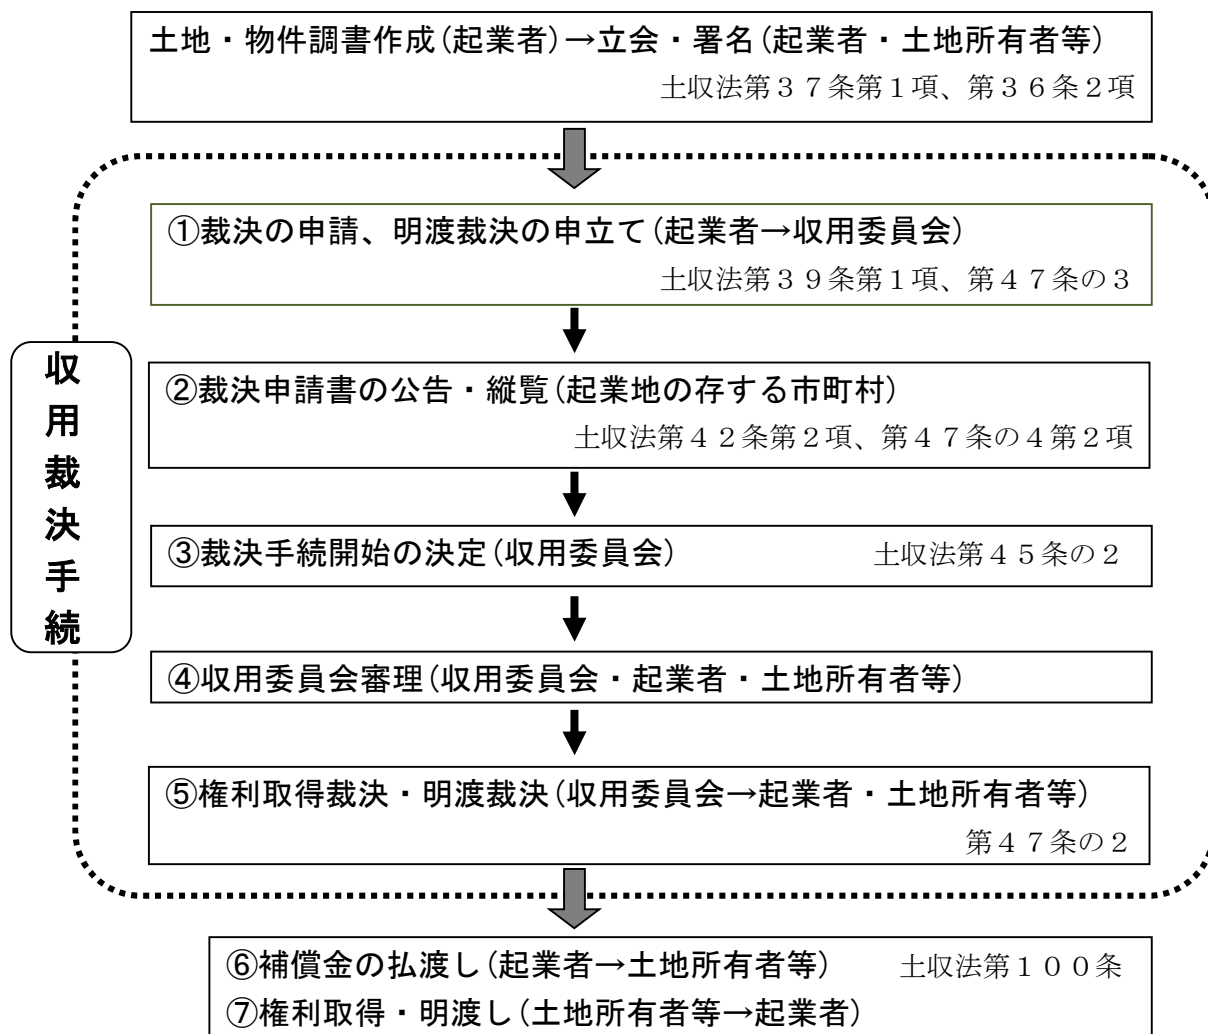 土地・物件調書作成(起業者)→立会・署名(起業者・土地所有者等)
土収法第３７条第１項、第３６条２項
①裁決の申請、明渡裁決の申立て(起業者→収用委員会)
土収法第３９条第１項、第４７条の３
収用裁決手続
②裁決申請書の公告・縦覧(起業地の存する市町村)
土収法第４２条第２項、第４７条の４第２項
③裁決手続開始の決定(収用委員会) 土収法第４５条の２
④収用委員会審理(収用委員会・起業者・土地所有者等)
⑤権利取得裁決・明渡裁決(収用委員会→起業者・土地所有者等)
第４７条の２
⑥補償金の払渡し(起業者→土地所有者等) 土収法第１００条
⑦権利取得・明渡し(土地所有者等→起業者)